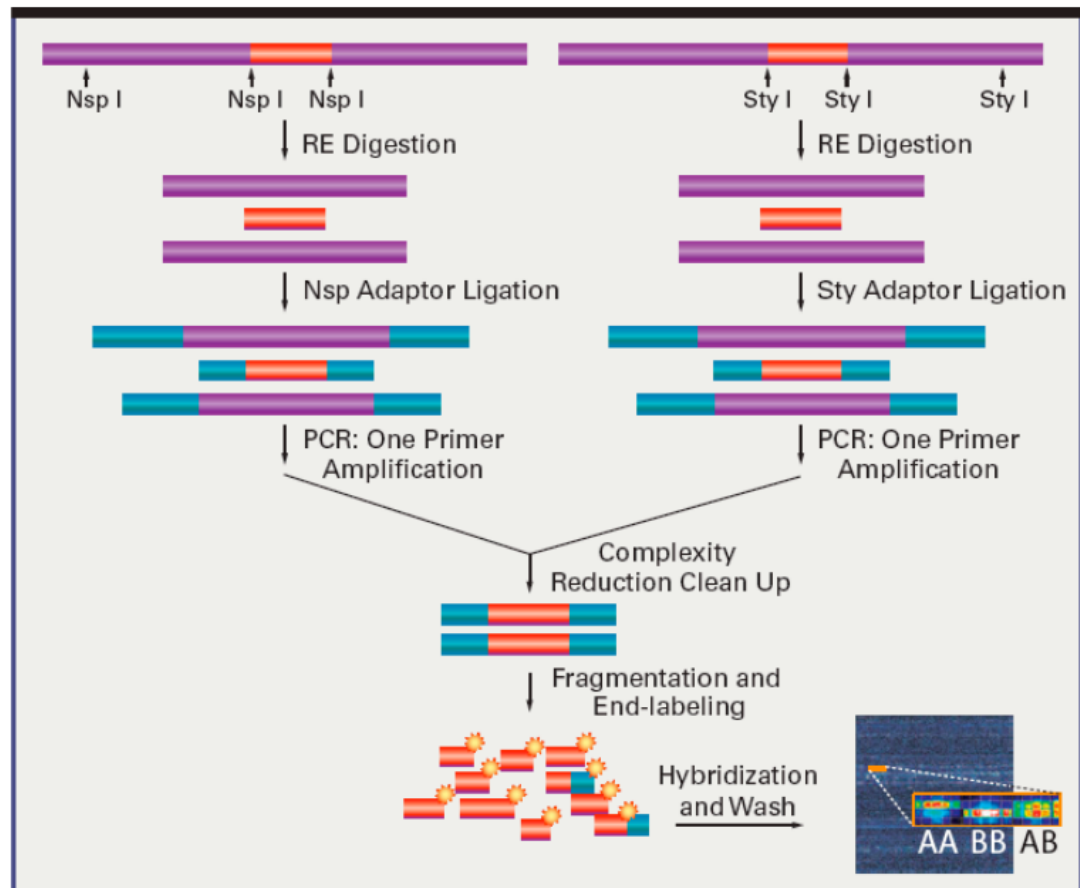 Nsp I Nsp I Nsp I
Sty I Sty I Sty I
RE Digestion
RE Digestion
Nsp Adaptor Ligation
Sty Adaptor Ligation
PCR: One Primer
Amplification
PCR: One Primer
Amplification
Complexity
Reduction Clean Up
Fragmentation and
End-labeling
Hybridization
and Wash
AA BB AB